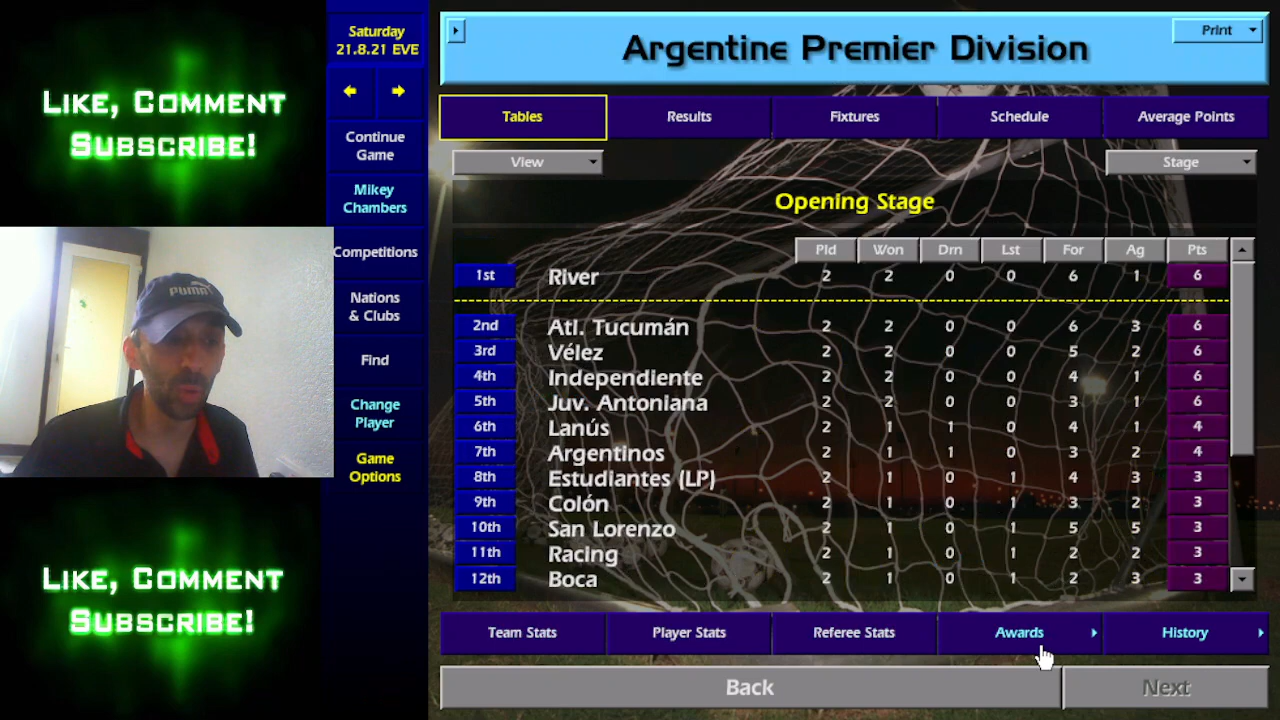 LIKE, COMMENT
SUBSCRIBE!
PUMA
LIKE, COMMENT
SUBSCRIBE!
Saturday
21.8.21 EVE
Continue
Game
Mikey
Chambers
Competitions
Nations
& Clubs
Find
Change
Player
Game
Options
Argentine Premier Division
Print
Tables Results Fixtures Schedule Average Points
View Stage
Opening Stage
Pld Won Drn Lst For Ag Pts
1st River 2 2 0 0 6 1 6
2nd Atl. Tucumán 2 2 0 0 6 3 6
3rd Vélez 2 2 0 0 5 2 6
4th Independiente 2 2 0 0 4 1 6
5th Juv. Antoniana 2 2 0 0 3 1 6
6th Lanús 2 1 1 0 4 1 4
7th Argentinos 2 1 1 0 3 2 4
8th Estudiantes (LP) 2 1 0 1 4 3 3
9th Colón 2 1 0 1 3 2 3
10th San Lorenzo 2 1 0 1 5 5 3
11th Racing 2 1 0 1 2 2 3
12th Boca 2 1 0 1 2 3 3
Team Stats Player Stats Referee Stats Awards History
Back Next